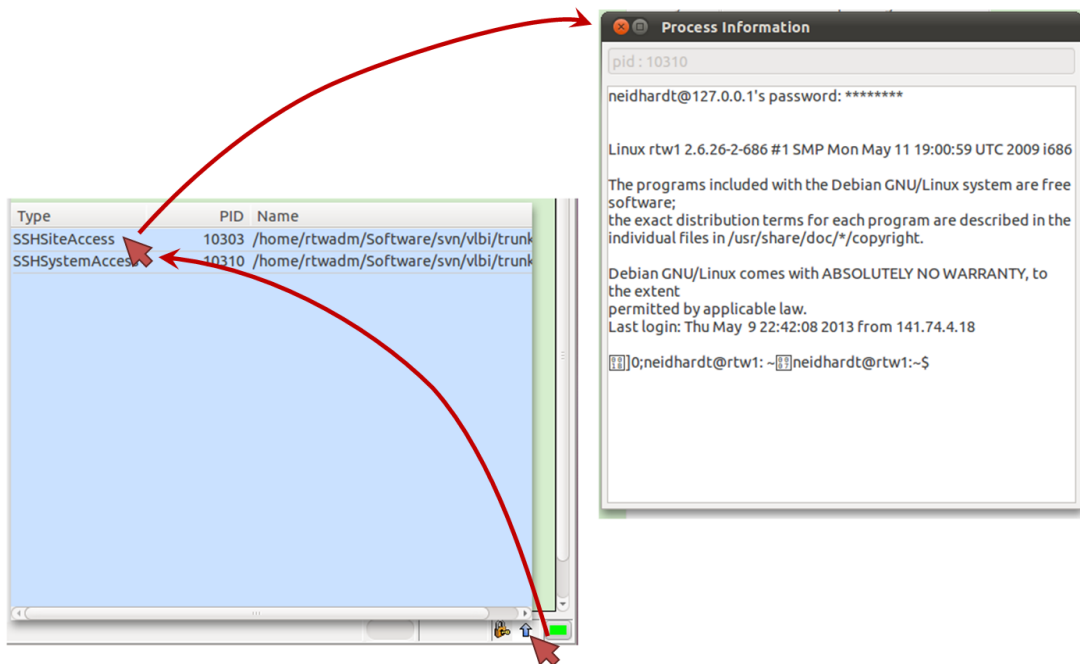 Process Information
pid : 10310
neidhardt@127.0.0.1's password: ********
Linux rtw1 2.6.26-2-686 #1 SMP Mon May 11 19:00:59 UTC 2009 i686
The programs included with the Debian GNU/Linux system are free
software;
the exact distribution terms for each program are described in the
individual files in /usr/share/doc/*/copyright.
Debian GNU/Linux comes with ABSOLUTELY NO WARRANTY, to
the extent
permitted by applicable law.
Last login: Thu May 9 22:42:08 2013 from 141.74.4.18
]0;neidhardt@rtw1: ~neidhardt@rtw1:~$
Type PID Name
SSHSiteAccess 10303 /home/rtwadm/Software/svn/vlbi/trunk
SSHSystemAccess 10310 /home/rtwadm/Software/svn/vlbi/trunk